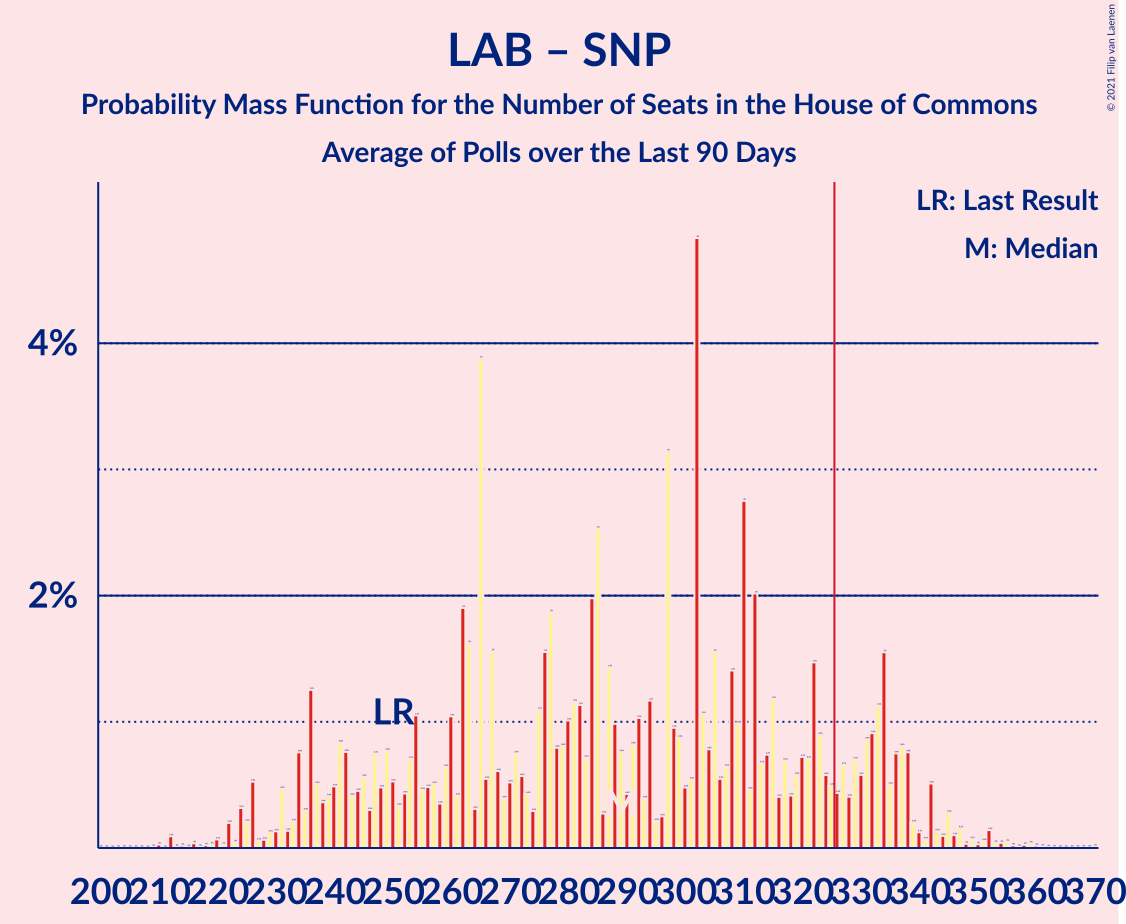 LAB – SNP
Probability Mass Function for the Number of Seats in the House of Commons
Average of Polls over the Last 90 Days
© 2021 Filip van Laenen
LR: Last Result
M: Median
4%
2%
LR
M
200 210 220 230 240 250 260 270 280 290 300 310 320 330 340 350 360 370